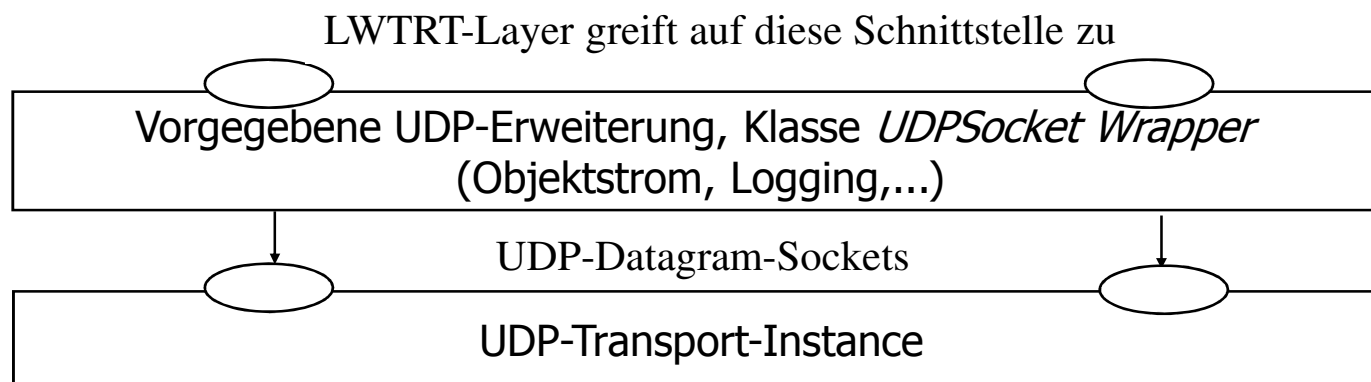 LWTRT-Layer greift auf diese Schnittstelle zu
Vorgegebene UDP-Erweiterung, Klasse UDPSocket Wrapper
(Objektstrom, Logging,...)
UDP-Datagram-Sockets
UDP-Transport-Instance